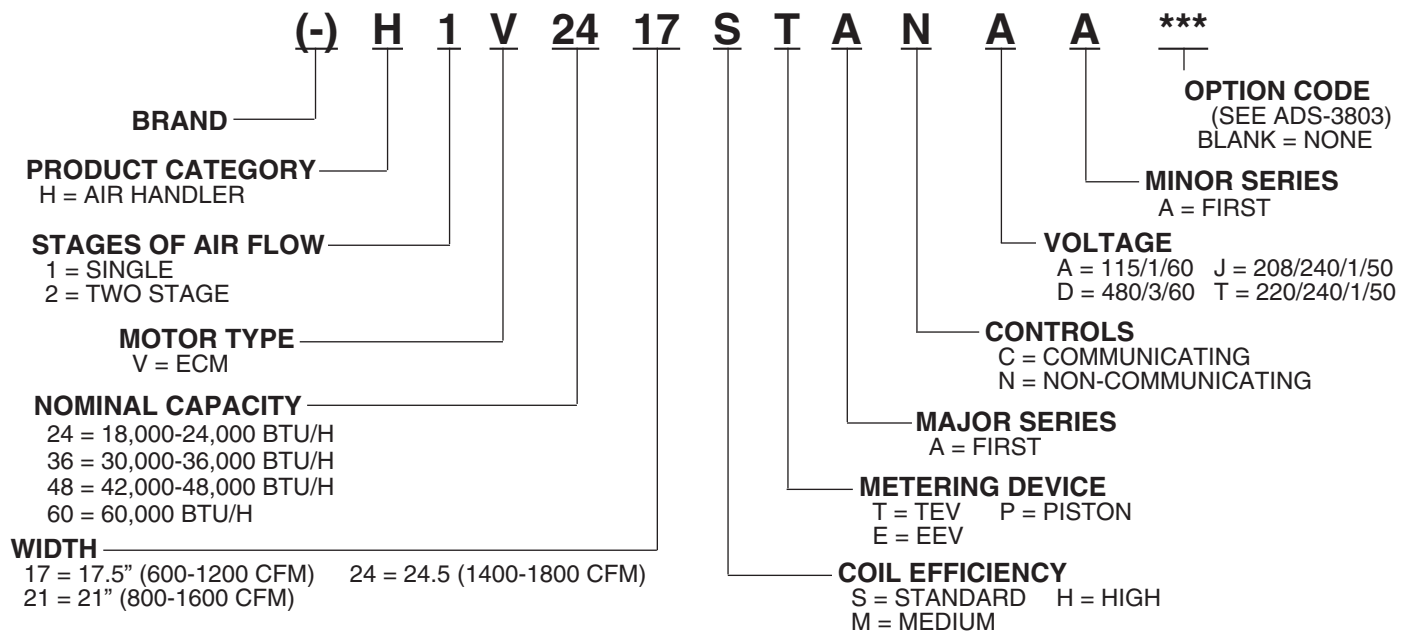 (-) H 1 V 24 17 S T A N A A ***
BRAND
PRODUCT CATEGORY
H = AIR HANDLER
STAGES OF AIR FLOW
1 = SINGLE
2 = TWO STAGE
MOTOR TYPE
V = ECM
NOMINAL CAPACITY
24 = 18,000-24,000 BTU/H
36 = 30,000-36,000 BTU/H
48 = 42,000-48,000 BTU/H
60 = 60,000 BTU/H
WIDTH
17 = 17.5” (600-1200 CFM) 24 = 24.5 (1400-1800 CFM)
21 = 21” (800-1600 CFM)
OPTION CODE
(SEE ADS-3803)
BLANK = NONE
MINOR SERIES
A = FIRST
VOLTAGE
A = 115/1/60 J = 208/240/1/50
D = 480/3/60 T = 220/240/1/50
CONTROLS
C = COMMUNICATING
N = NON-COMMUNICATING
MAJOR SERIES
A = FIRST
METERING DEVICE
T = TEV P = PISTON
E = EEV
COIL EFFICIENCY
S = STANDARD H = HIGH
M = MEDIUM